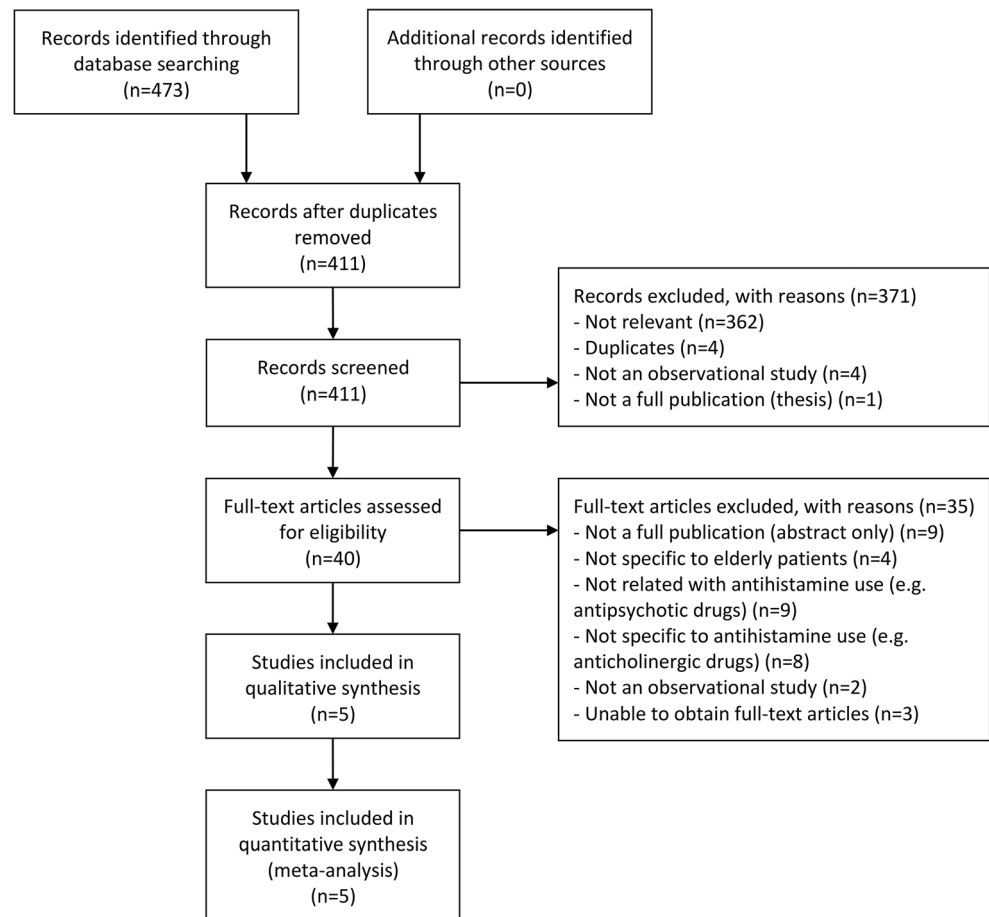 Records identified through
database searching
(n=473)
Additional records identified
through other sources
(n=0)
Records after duplicates
removed
(n=411)
Records excluded, with reasons (n=371)
- Not relevant (n=362)
- Duplicates (n=4)
- Not an observational study (n=4)
- Not a full publication (thesis) (n=1)
Records screened
(n=411)
Full-text articles assessed
for eligibility
(n=40)
Full-text articles excluded, with reasons (n=35)
- Not a full publication (abstract only) (n=9)
- Not specific to elderly patients (n=4)
- Not related with antihistamine use (e.g.
antipsychotic drugs) (n=9)
- Not specific to antihistamine use (e.g.
anticholinergic drugs) (n=8)
- Not an observational study (n=2)
- Unable to obtain full-text articles (n=3)
Studies included in
qualitative synthesis
(n=5)
Studies included in
quantitative synthesis
(meta-analysis)
(n=5)